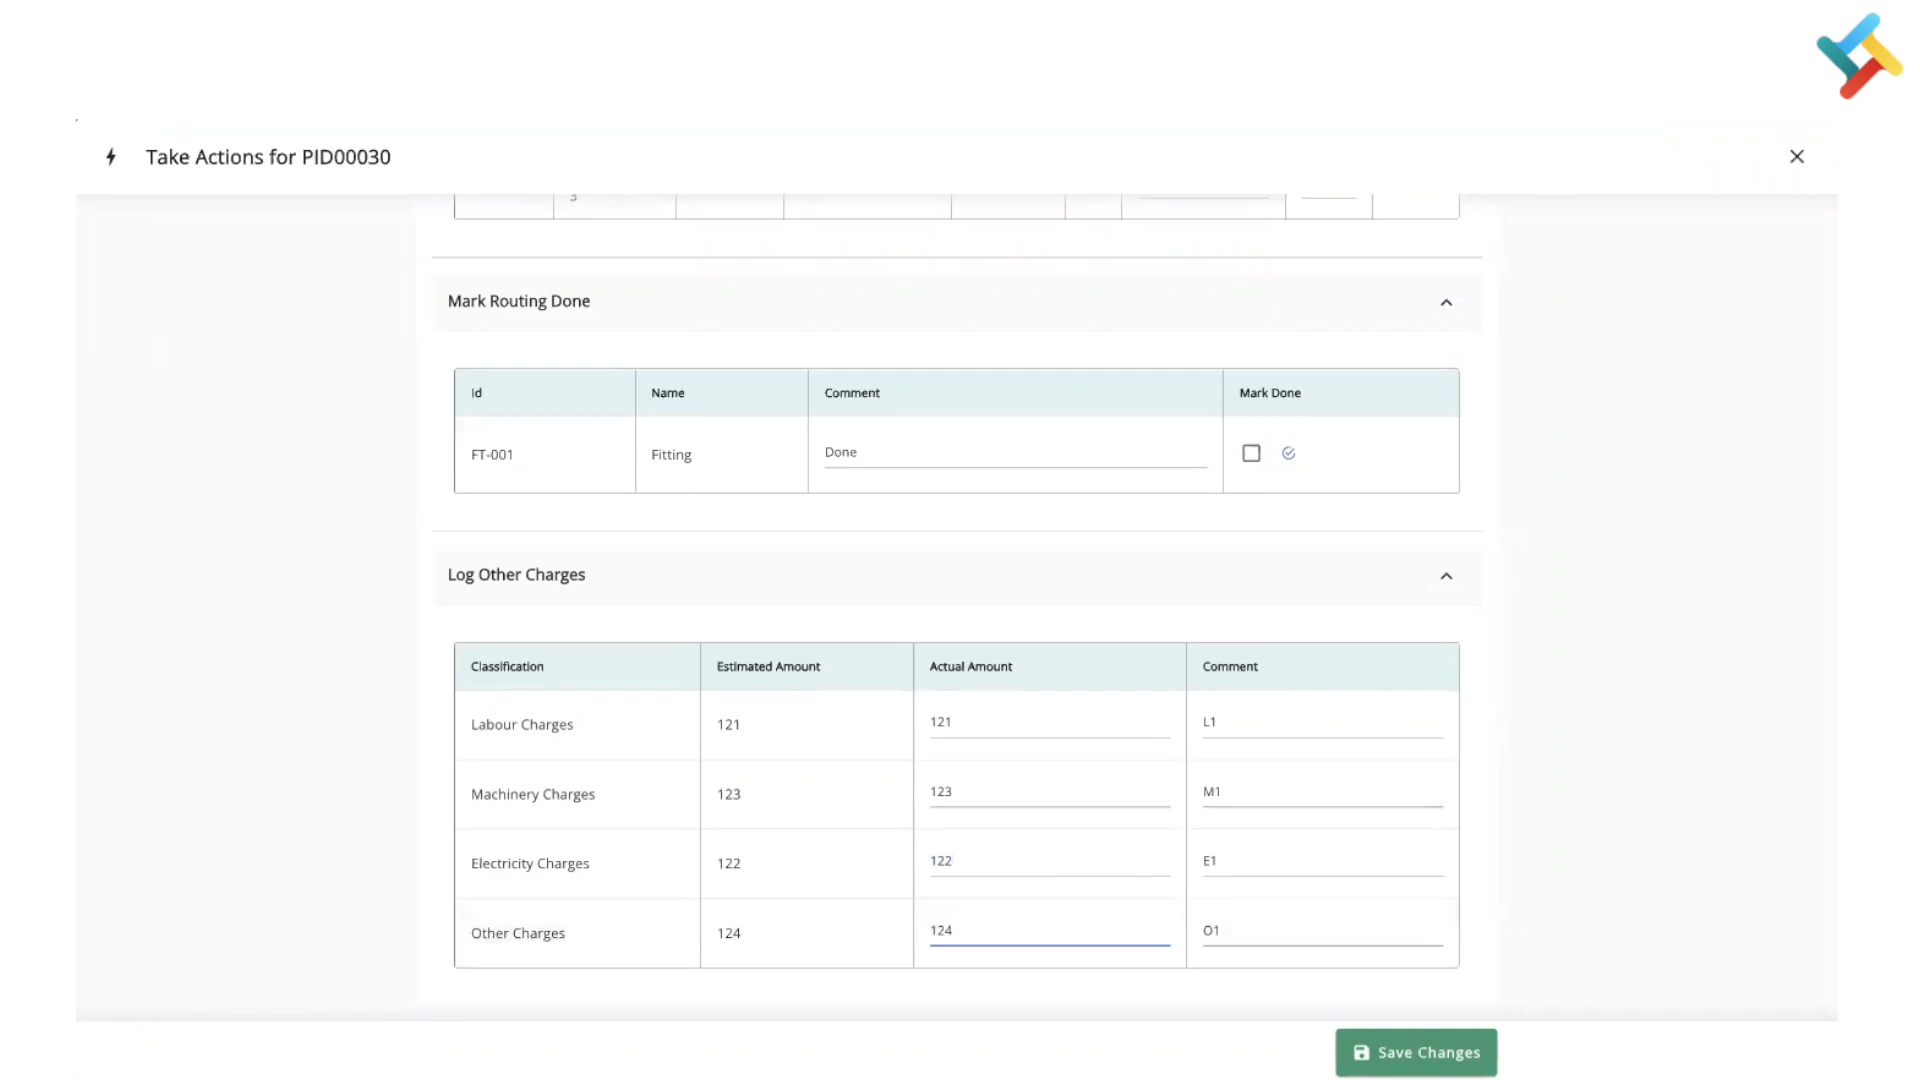 Take Actions for PID00030
3
Mark Routing Done
Id Name Comment Mark Done
FT-001 Fitting Done
Log Other Charges
Classification Estimated Amount Actual Amount Comment
Labour Charges 121 121 L1
Machinery Charges 123 123 M1
Electricity Charges 122 122 E1
Other Charges 124 124 O1
Save Changes